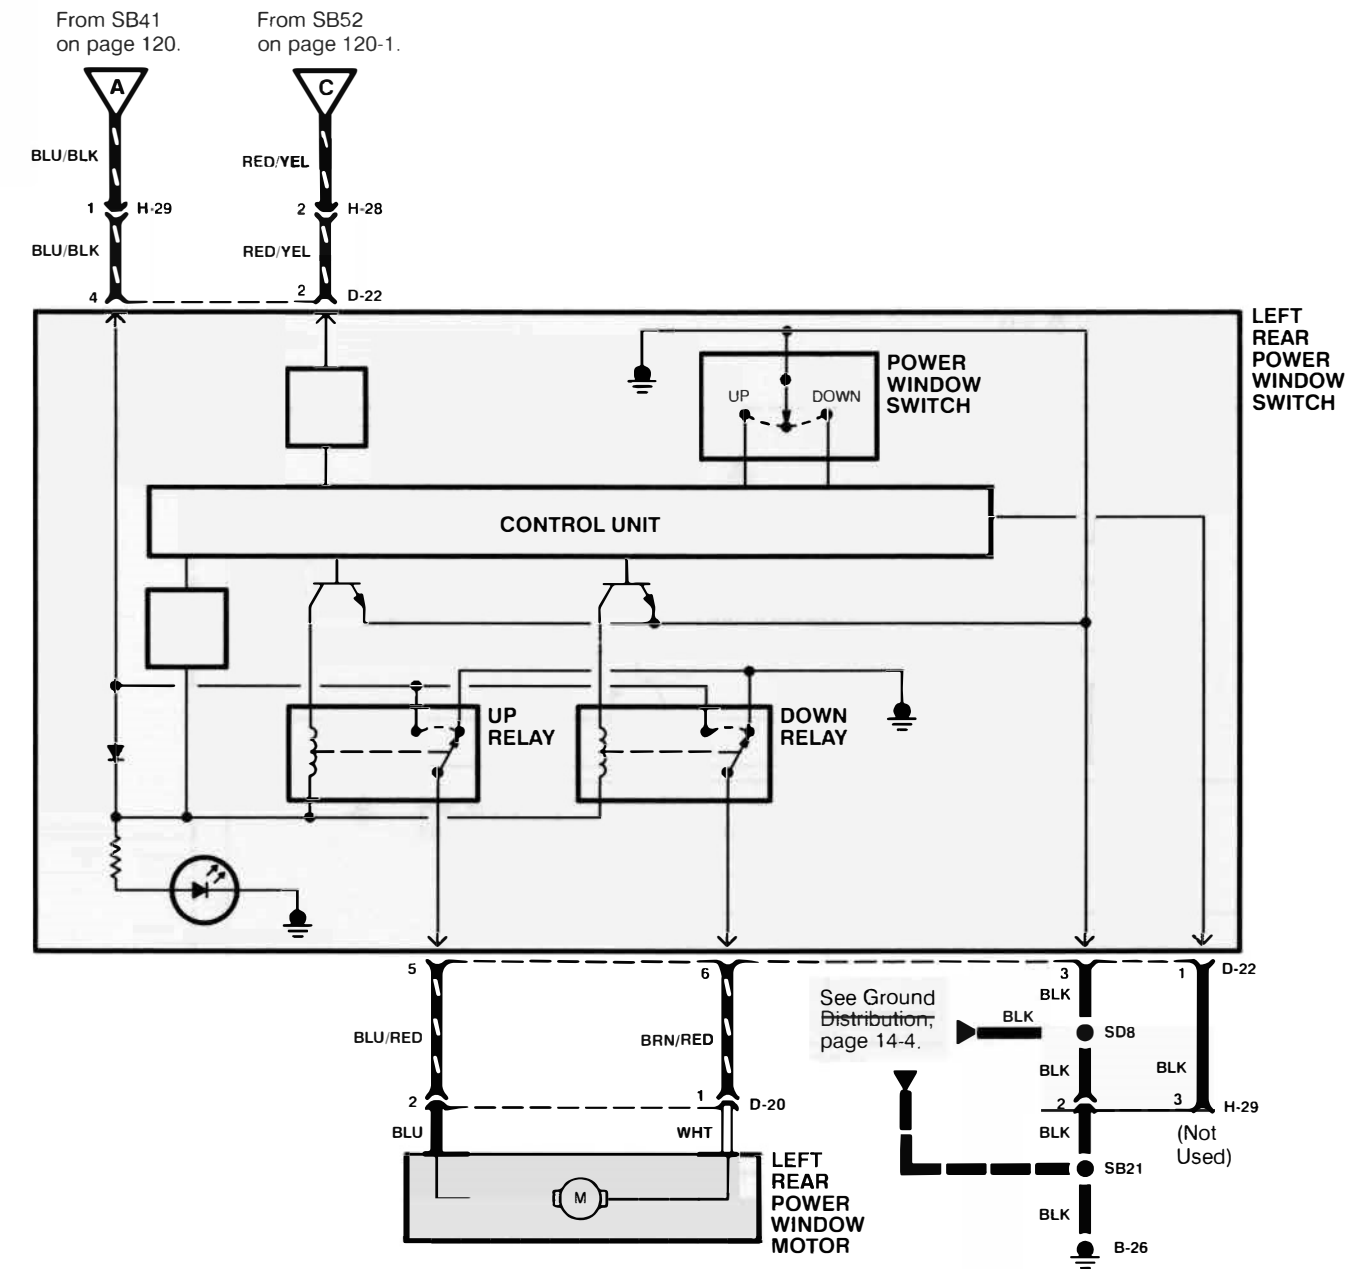 From SB41
on page 120.
From SB52
on page 120-1.
A
C
BLU/BLK
RED/YEL
1
H-29
2
H-28
BLU/BLK
RED/YEL
4
2
D-22
LEFT
REAR
POWER
WINDOW
SWITCH
POWER
WINDOW
SWITCH
UP
DOWN
CONTROL UNIT
UP
RELAY
DOWN
RELAY
5
6
3
1
D-22
See Ground
Distribution,
page 14-4.
BLK
BLK
SD8
BLU/RED
BRN/RED
BLK
BLK
2
1
D-20
2
3
H-29
BLU
WHT
BLK
(Not
Used)
LEFT
REAR
POWER
WINDOW
MOTOR
M
SB21
BLK
B-26